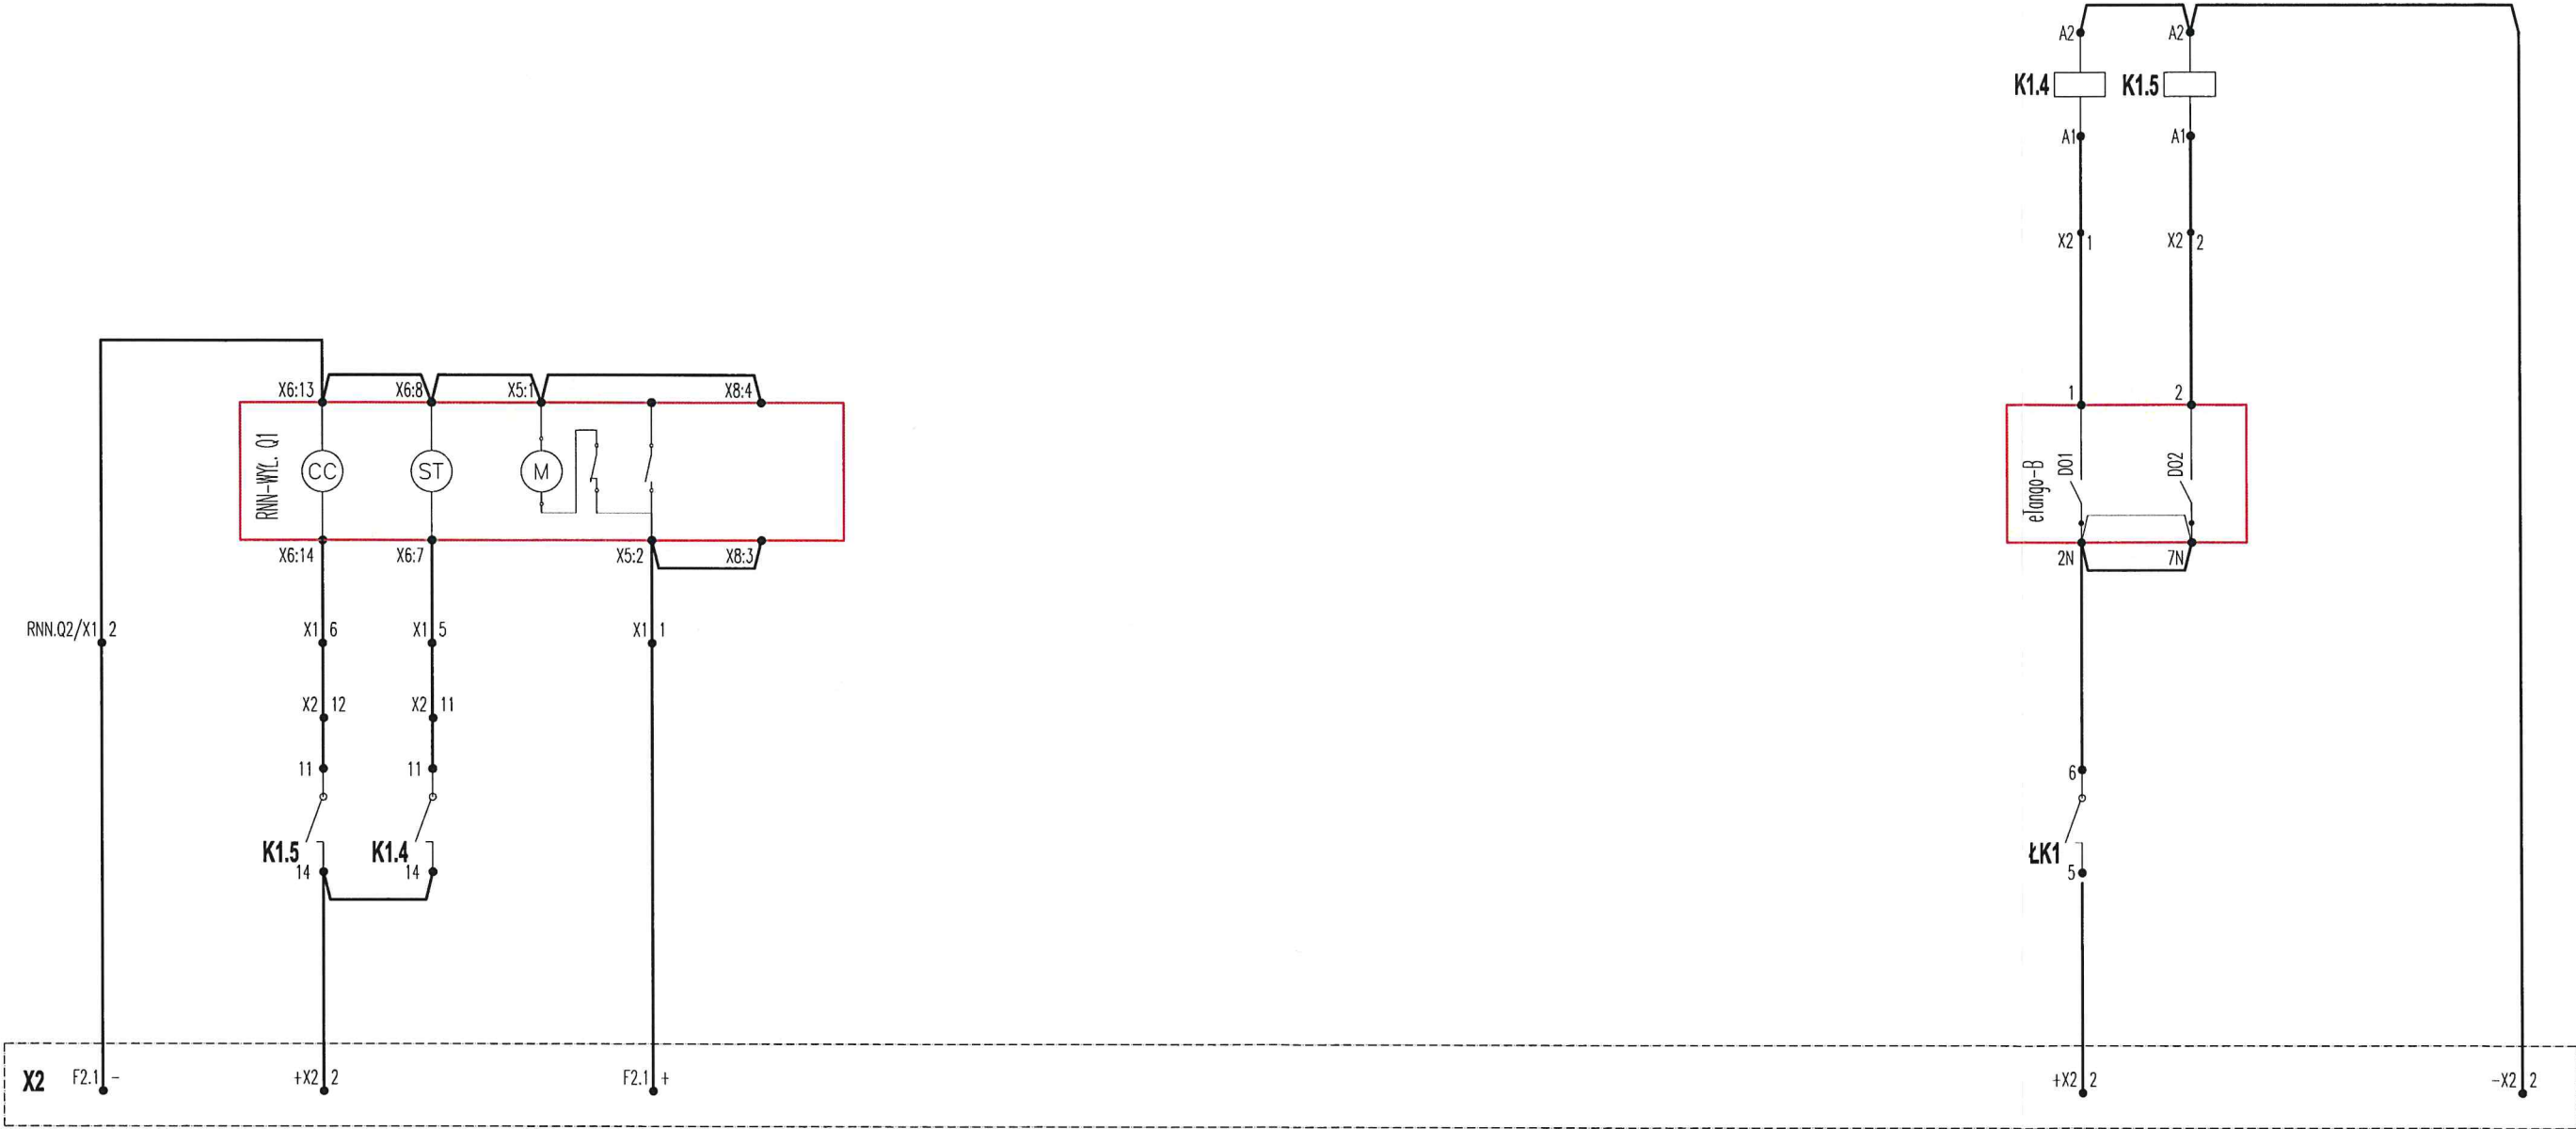 A2 A2
K1.4 K1.5
A1 A1
X2 1 X2 2
X6:13 X6:8 X5:1 X8:4 1 2
RNN-WYŁ. Q1
CC ST M
eTango-B
DO1 DO2
X6:14 X6:7 X5:2 X8:3 2N 7N
RNN.Q2/X1 2 X1 6 X1 5 X1 1
X2 12 X2 11
11 11 6
K1.5 K1.4 ŁK1
14 14 5
X2 F2.1 - +X2 2 F2.1 + +X2 2 -X2 2